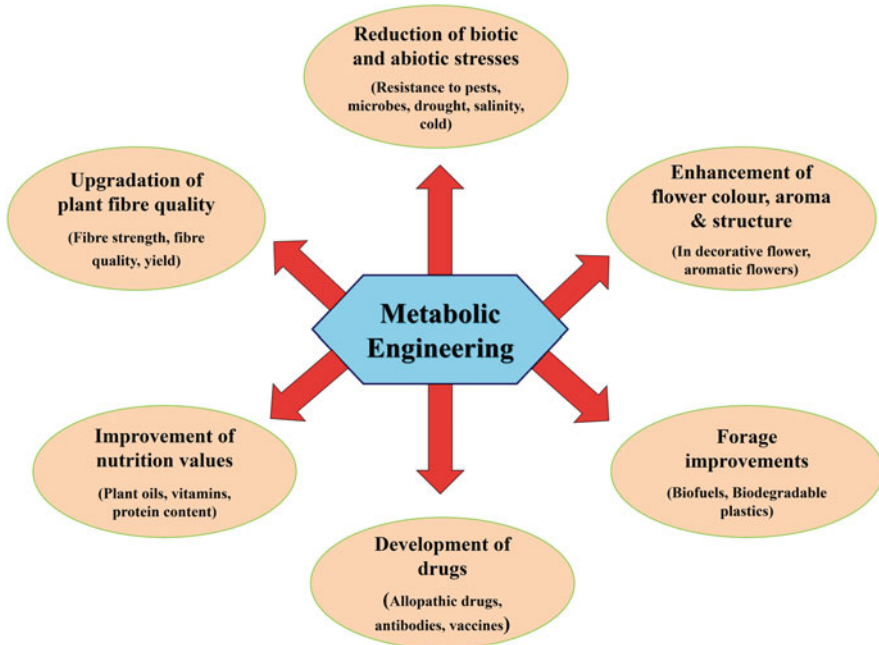 Reduction of biotic
and abiotic stresses
(Resistance to pests,
microbes, drought, salinity,
cold)
Upgradation of
plant fibre quality
(Fibre strength, fibre
quality, yield)
Enhancement of
flower colour, aroma
& structure
(In decorative flower,
aromatic flowers)
Metabolic
Engineering
Improvement of
nutrition values
(Plant oils, vitamins,
protein content)
Forage
improvements
(Biofuels, Biodegradable
plastics)
Development of
drugs
(Allopathic drugs,
antibodies, vaccines)